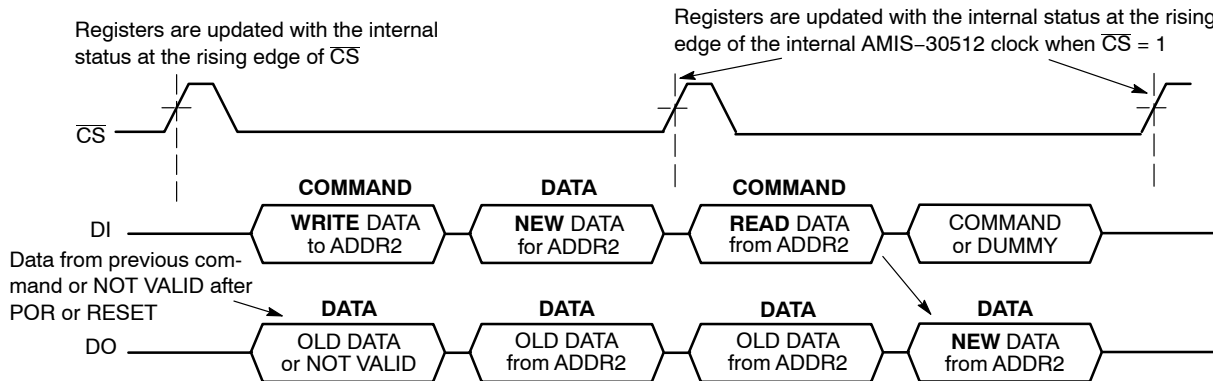 Registers are updated with the internal
status at the rising edge of CS
Registers are updated with the internal status at the rising
edge of the internal AMIS−30512 clock when CS = 1
CS
COMMAND
DATA
COMMAND
DI
WRITE DATA
to ADDR2
NEW DATA
for ADDR2
READ DATA
from ADDR2
COMMAND
or DUMMY
Data from previous com-
mand or NOT VALID after
POR or RESET
DATA
DATA
DATA
DATA
DO
OLD DATA
or NOT VALID
OLD DATA
from ADDR2
OLD DATA
from ADDR2
NEW DATA
from ADDR2